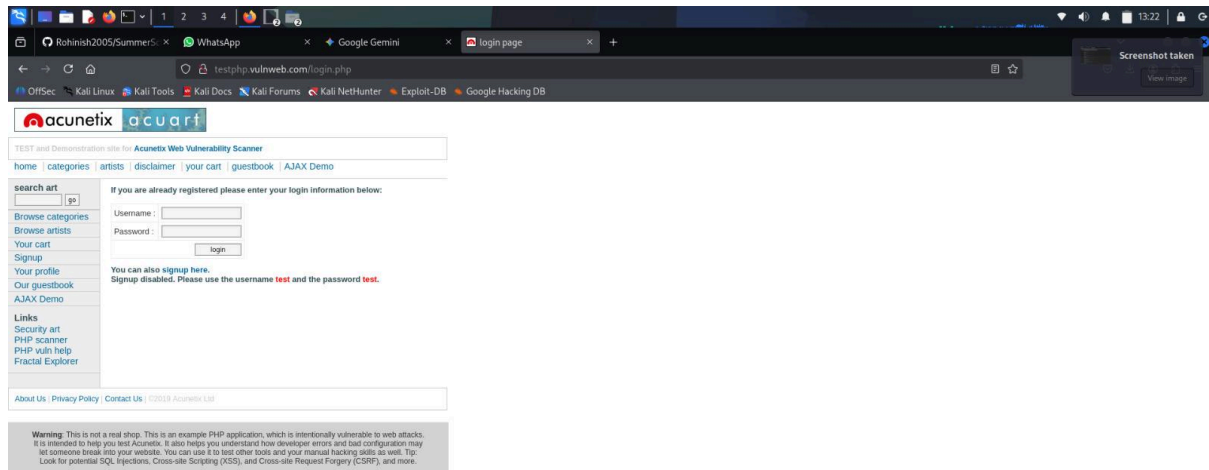 1 2 3 4
13:22
Rohinish2005/SummerSc
WhatsApp
Google Gemini
login page
Screenshot taken
View image
testphp.vulnweb.com/login.php
OffSec Kali Linux Kali Tools Kali Docs Kali Forums Kali NetHunter Exploit-DB Google Hacking DB
acunetix acuart
TEST and Demonstration site for Acunetix Web Vulnerability Scanner
home | categories | artists | disclaimer | your cart | guestbook | AJAX Demo
search art
go
Browse categories
Browse artists
Your cart
Signup
Your profile
Our guestbook
AJAX Demo
Links
Security art
PHP scanner
PHP vuln help
Fractal Explorer
If you are already registered please enter your login information below:
Username :
Password :
login
You can also signup here.
Signup disabled. Please use the username test and the password test.
About Us | Privacy Policy | Contact Us | ©2019 Acunetix Ltd
Warning: This is not a real shop. This is an example PHP application, which is intentionally vulnerable to web attacks.
It is intended to help you test Acunetix. It also helps you understand how developer errors and bad configuration may
let someone break into your website. You can use it to test other tools and your manual hacking skills as well. Tip:
Look for potential SQL Injections, Cross-site Scripting (XSS), and Cross-site Request Forgery (CSRF), and more.